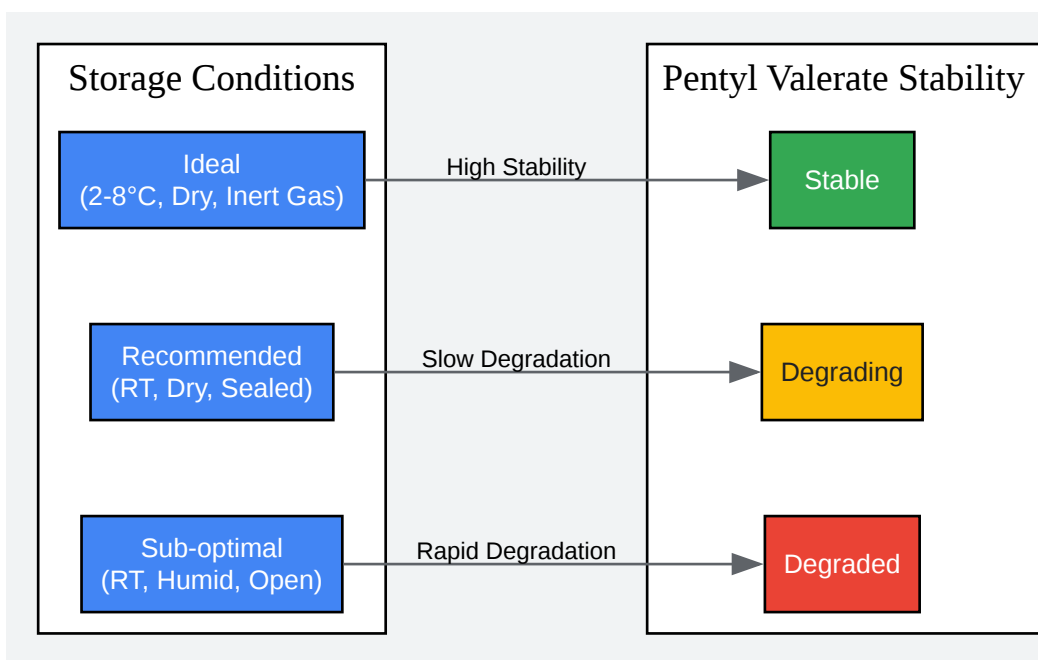 Storage Conditions
Pentyl Valerate Stability
Ideal
(2-8°C, Dry, Inert Gas)
High Stability
Stable
Recommended
(RT, Dry, Sealed)
Slow Degradation
Degrading
Sub-optimal
(RT, Humid, Open)
Rapid Degradation
Degraded